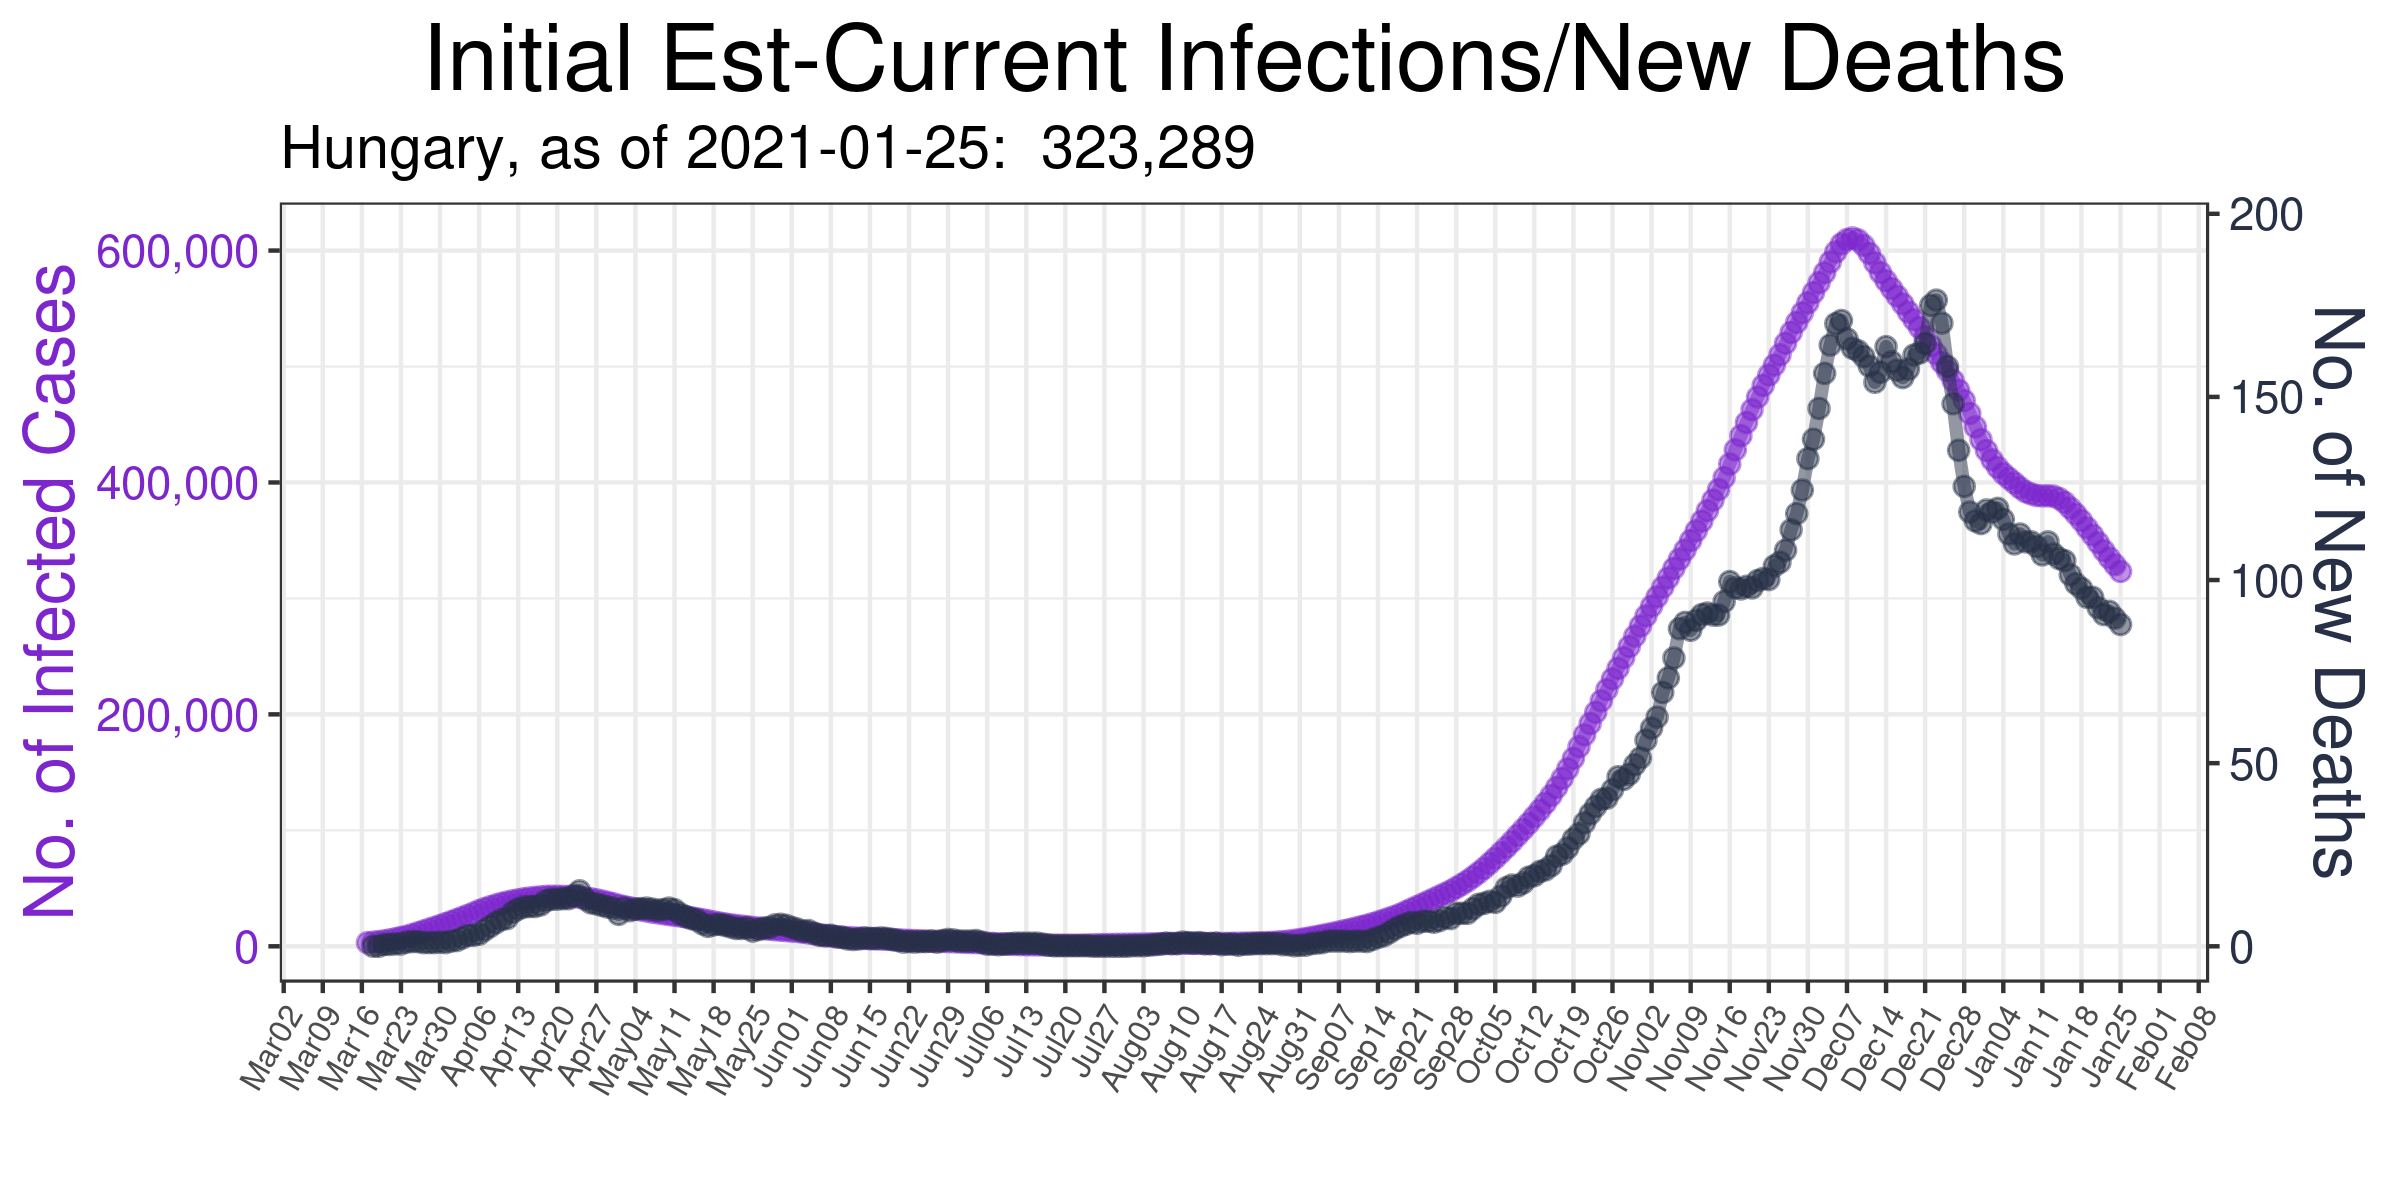 Initial Est-Current Infections/New Deaths
Hungary, as of 2021-01-25:  323,289
No. of Infected Cases
600,000
400,000
200,000
0
200
150
100
50
0
No. of New Deaths
Mar02
Mar09
Mar16
Mar23
Mar30
Apr06
Apr13
Apr20
Apr27
May04
May11
May18
May25
Jun01
Jun08
Jun15
Jun22
Jun29
Jul06
Jul13
Jul20
Jul27
Aug03
Aug10
Aug17
Aug24
Aug31
Sep07
Sep14
Sep21
Sep28
Oct05
Oct12
Oct19
Oct26
Nov02
Nov09
Nov16
Nov23
Nov30
Dec07
Dec14
Dec21
Dec28
Jan04
Jan11
Jan18
Jan25
Feb01
Feb08